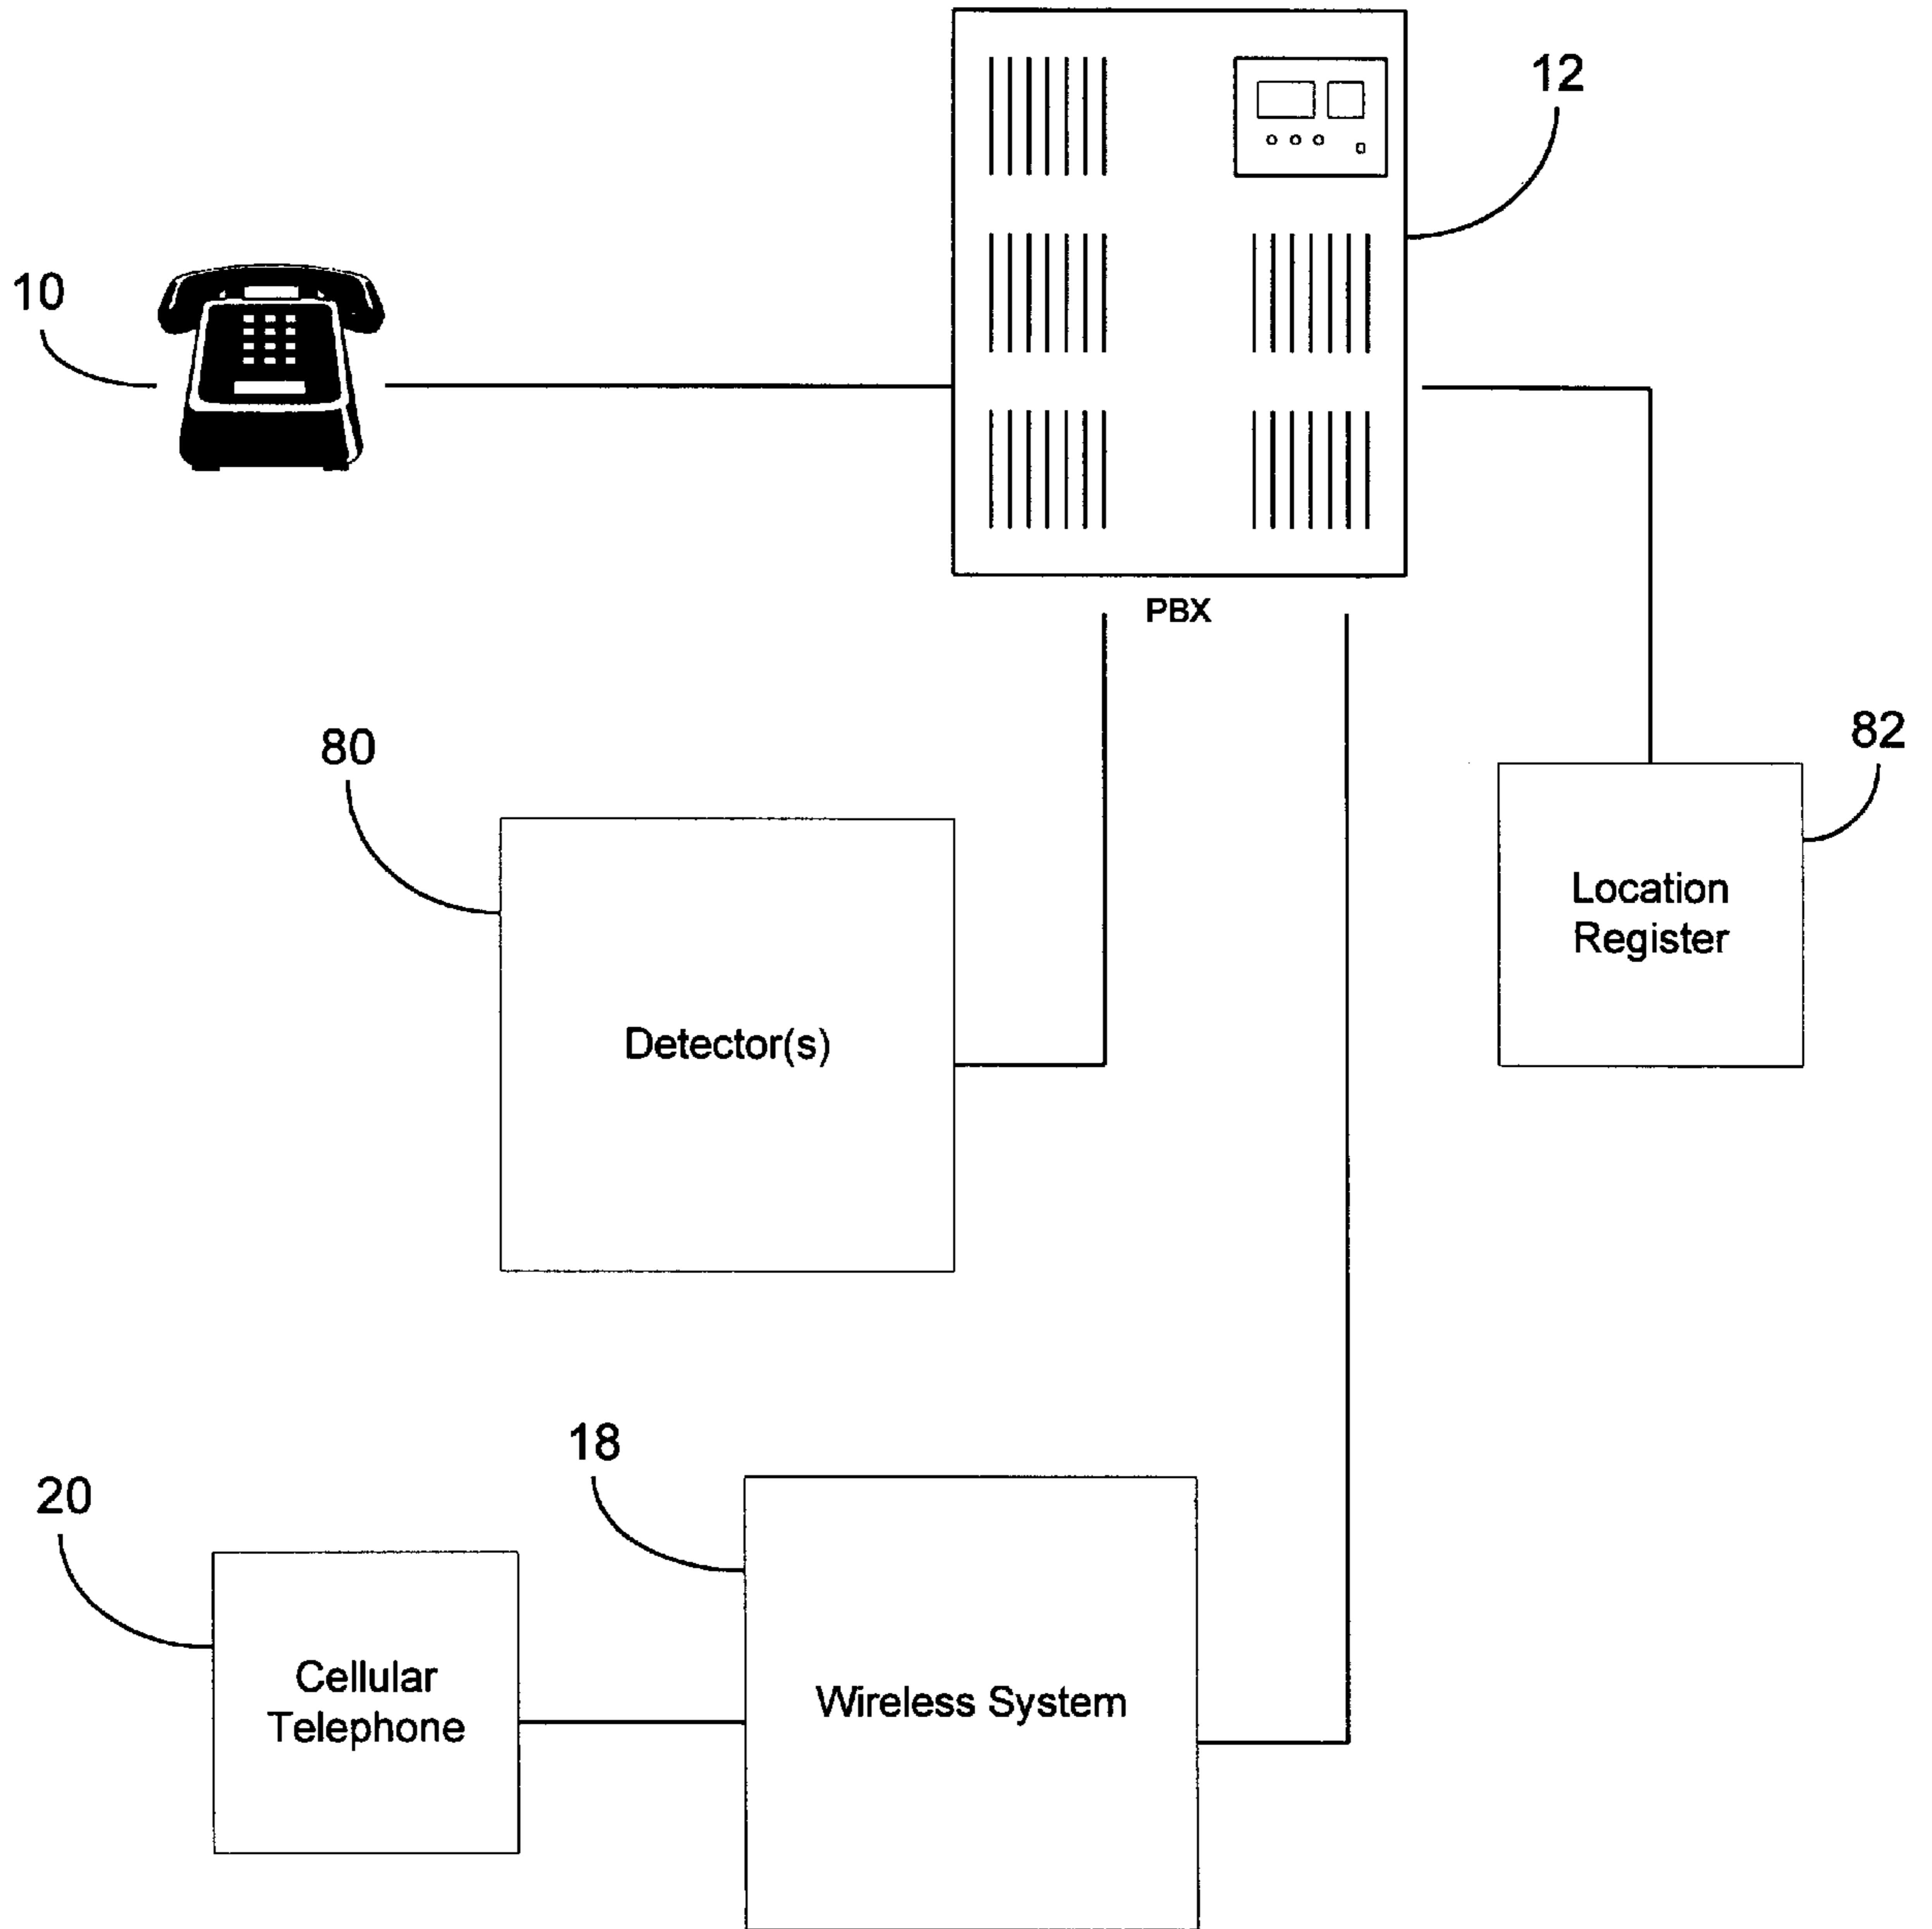 12
10
PBX
80
82
Location
Register
Detector(s)
18
20
Cellular
Telephone
Wireless System